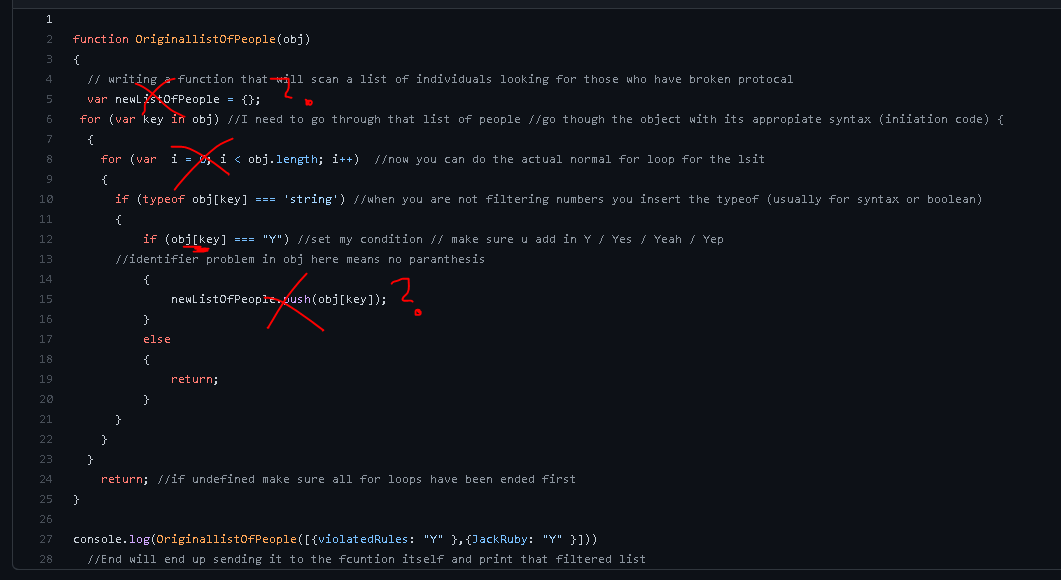 1
2 function OriginallistOfPeople(obj)
3 {
4 // writing a function that will scan a list of individuals looking for those who have broken protocal
5 var newListOfPeople = {}; ?
6 for (var key in obj) //I need to go through that list of people //go though the object with its appropiate syntax (iniiation code) {
7 {
8 for (var i = 0; i < obj.length; i++) //now you can do the actual normal for loop for the lsit
9 {
10 if (typeof obj[key] === 'string') //when you are not filtering numbers you insert the typeof (usually for syntax or boolean)
11 {
12 if (obj[key] === "Y") //set my condition // make sure u add in Y / Yes / Yeah / Yep
13 //identifier problem in obj here means no paranthesis
14 {
15 newListOfPeople.push(obj[key]); ?
16 }
17 else
18 {
19 return;
20 }
21 }
22 }
23 }
24 return; //if undefined make sure all for loops have been ended first
25 }
26
27 console.log(OriginallistOfPeople([{violatedRules: "Y" },{JackRuby: "Y" }]))
28 //End will end up sending it to the fcuntion itself and print that filtered list